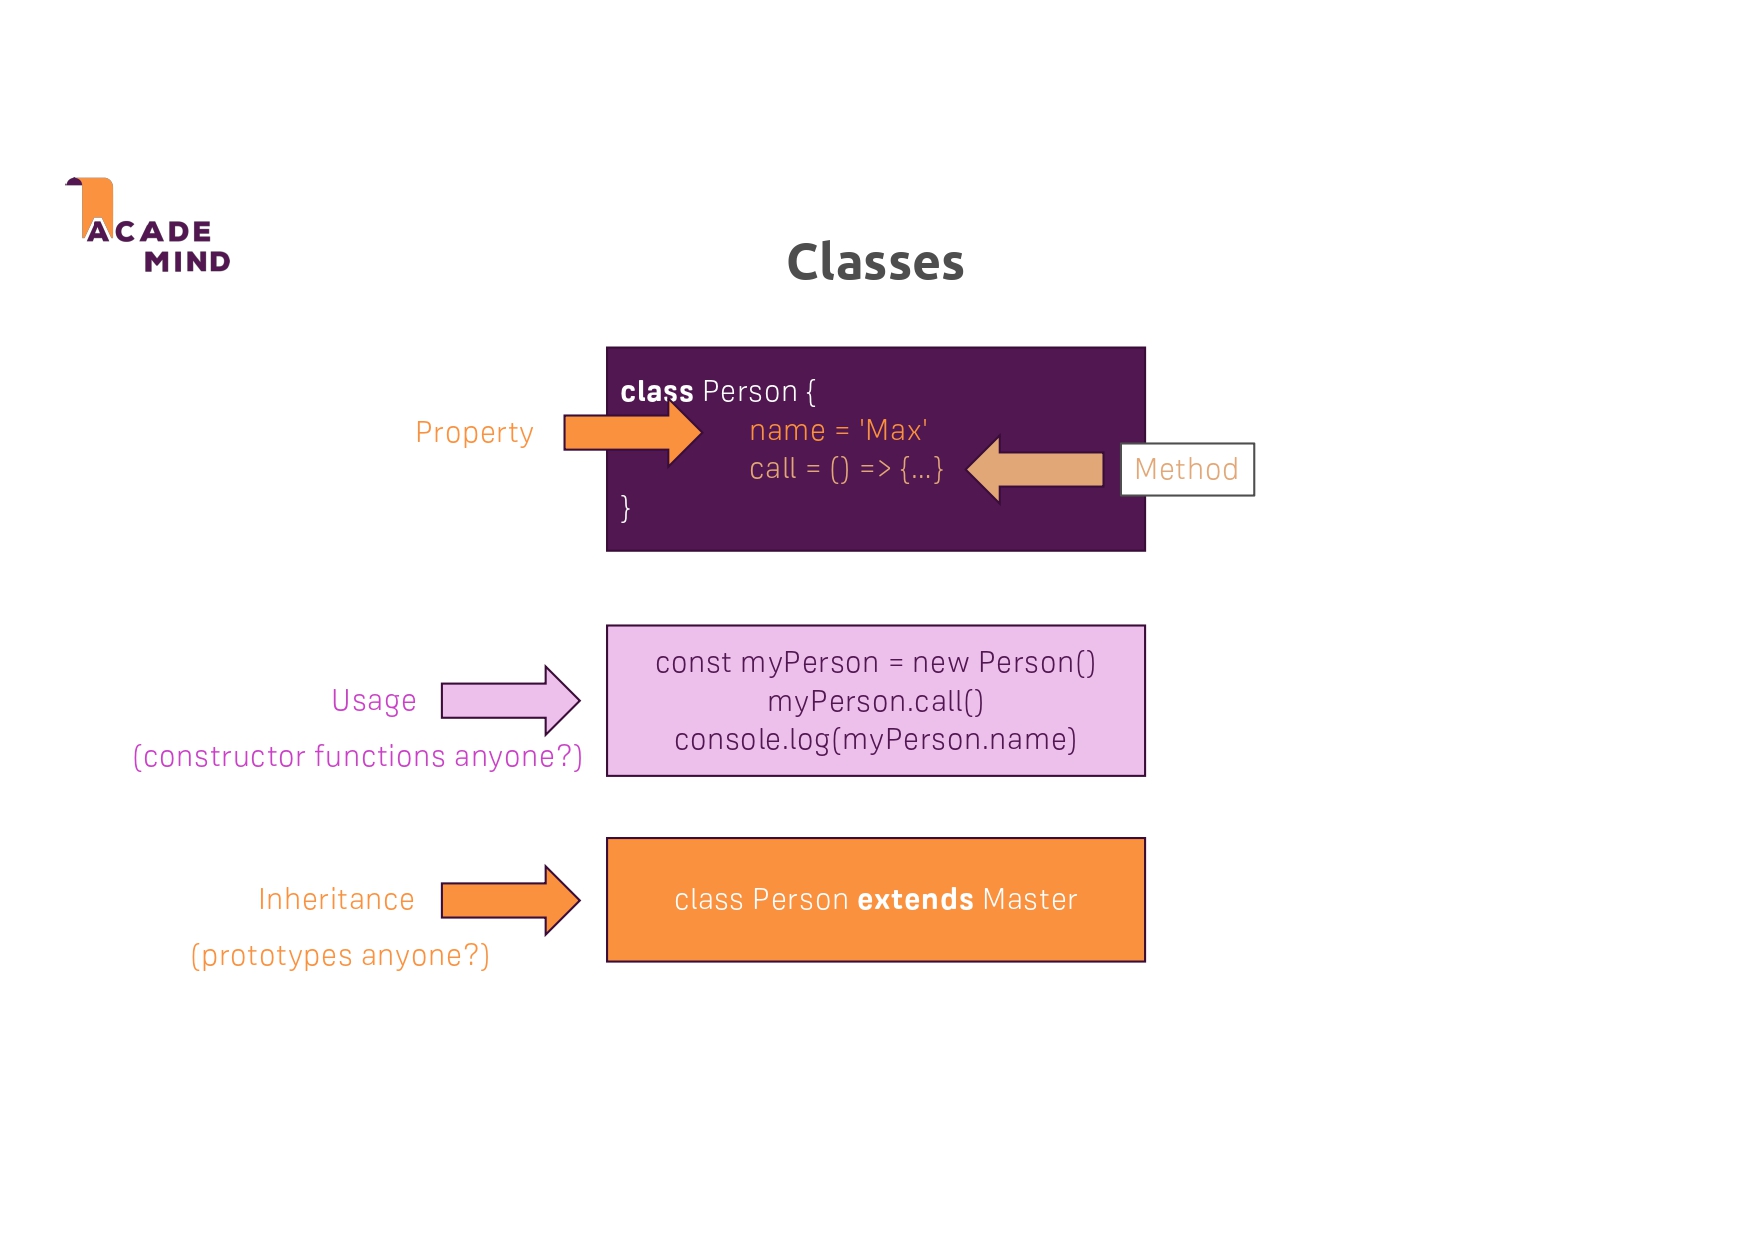 ACADE
MIND
Classes
class Person {
Property
name = 'Max'
call = () => {...}
Method
}
const myPerson = new Person()
Usage
myPerson.call()
(constructor functions anyone?)
console.log(myPerson.name)
Inheritance
class Person extends Master
(prototypes anyone?)